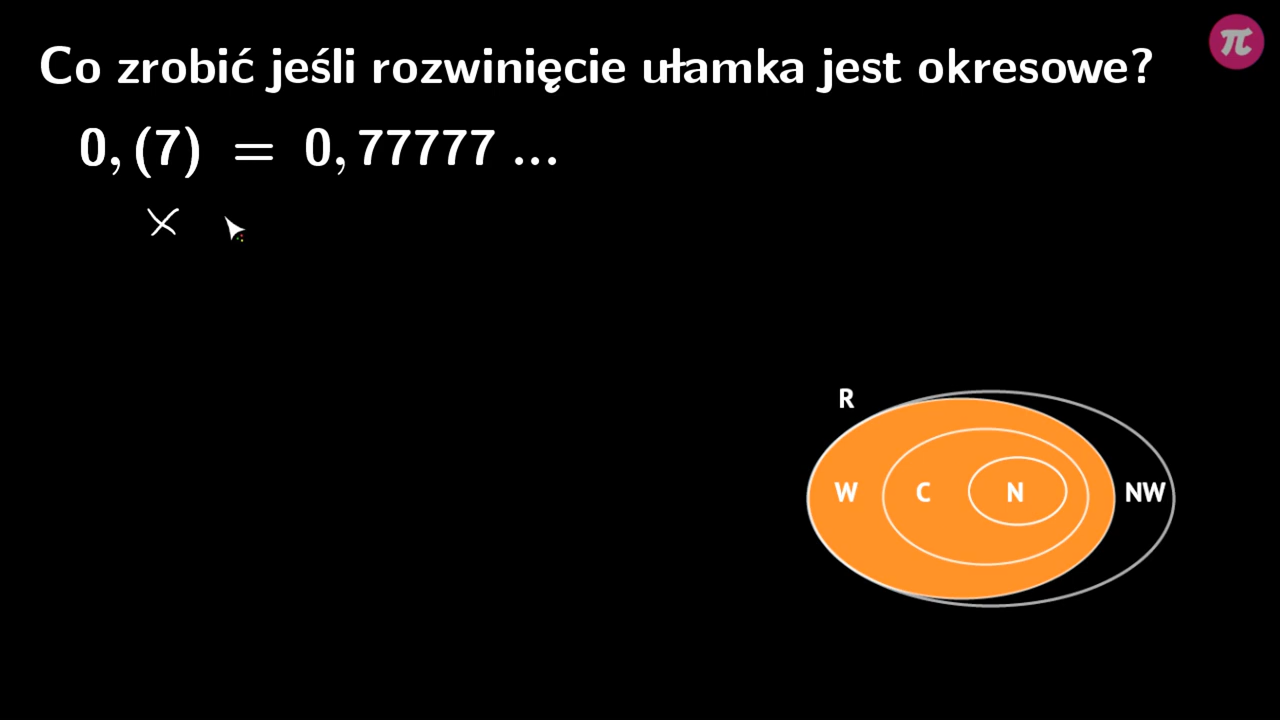 Co zrobić jeśli rozwinięcie ułamka jest okresowe?
π
0,(7) = 0,77777 ...
x
R
W C N NW